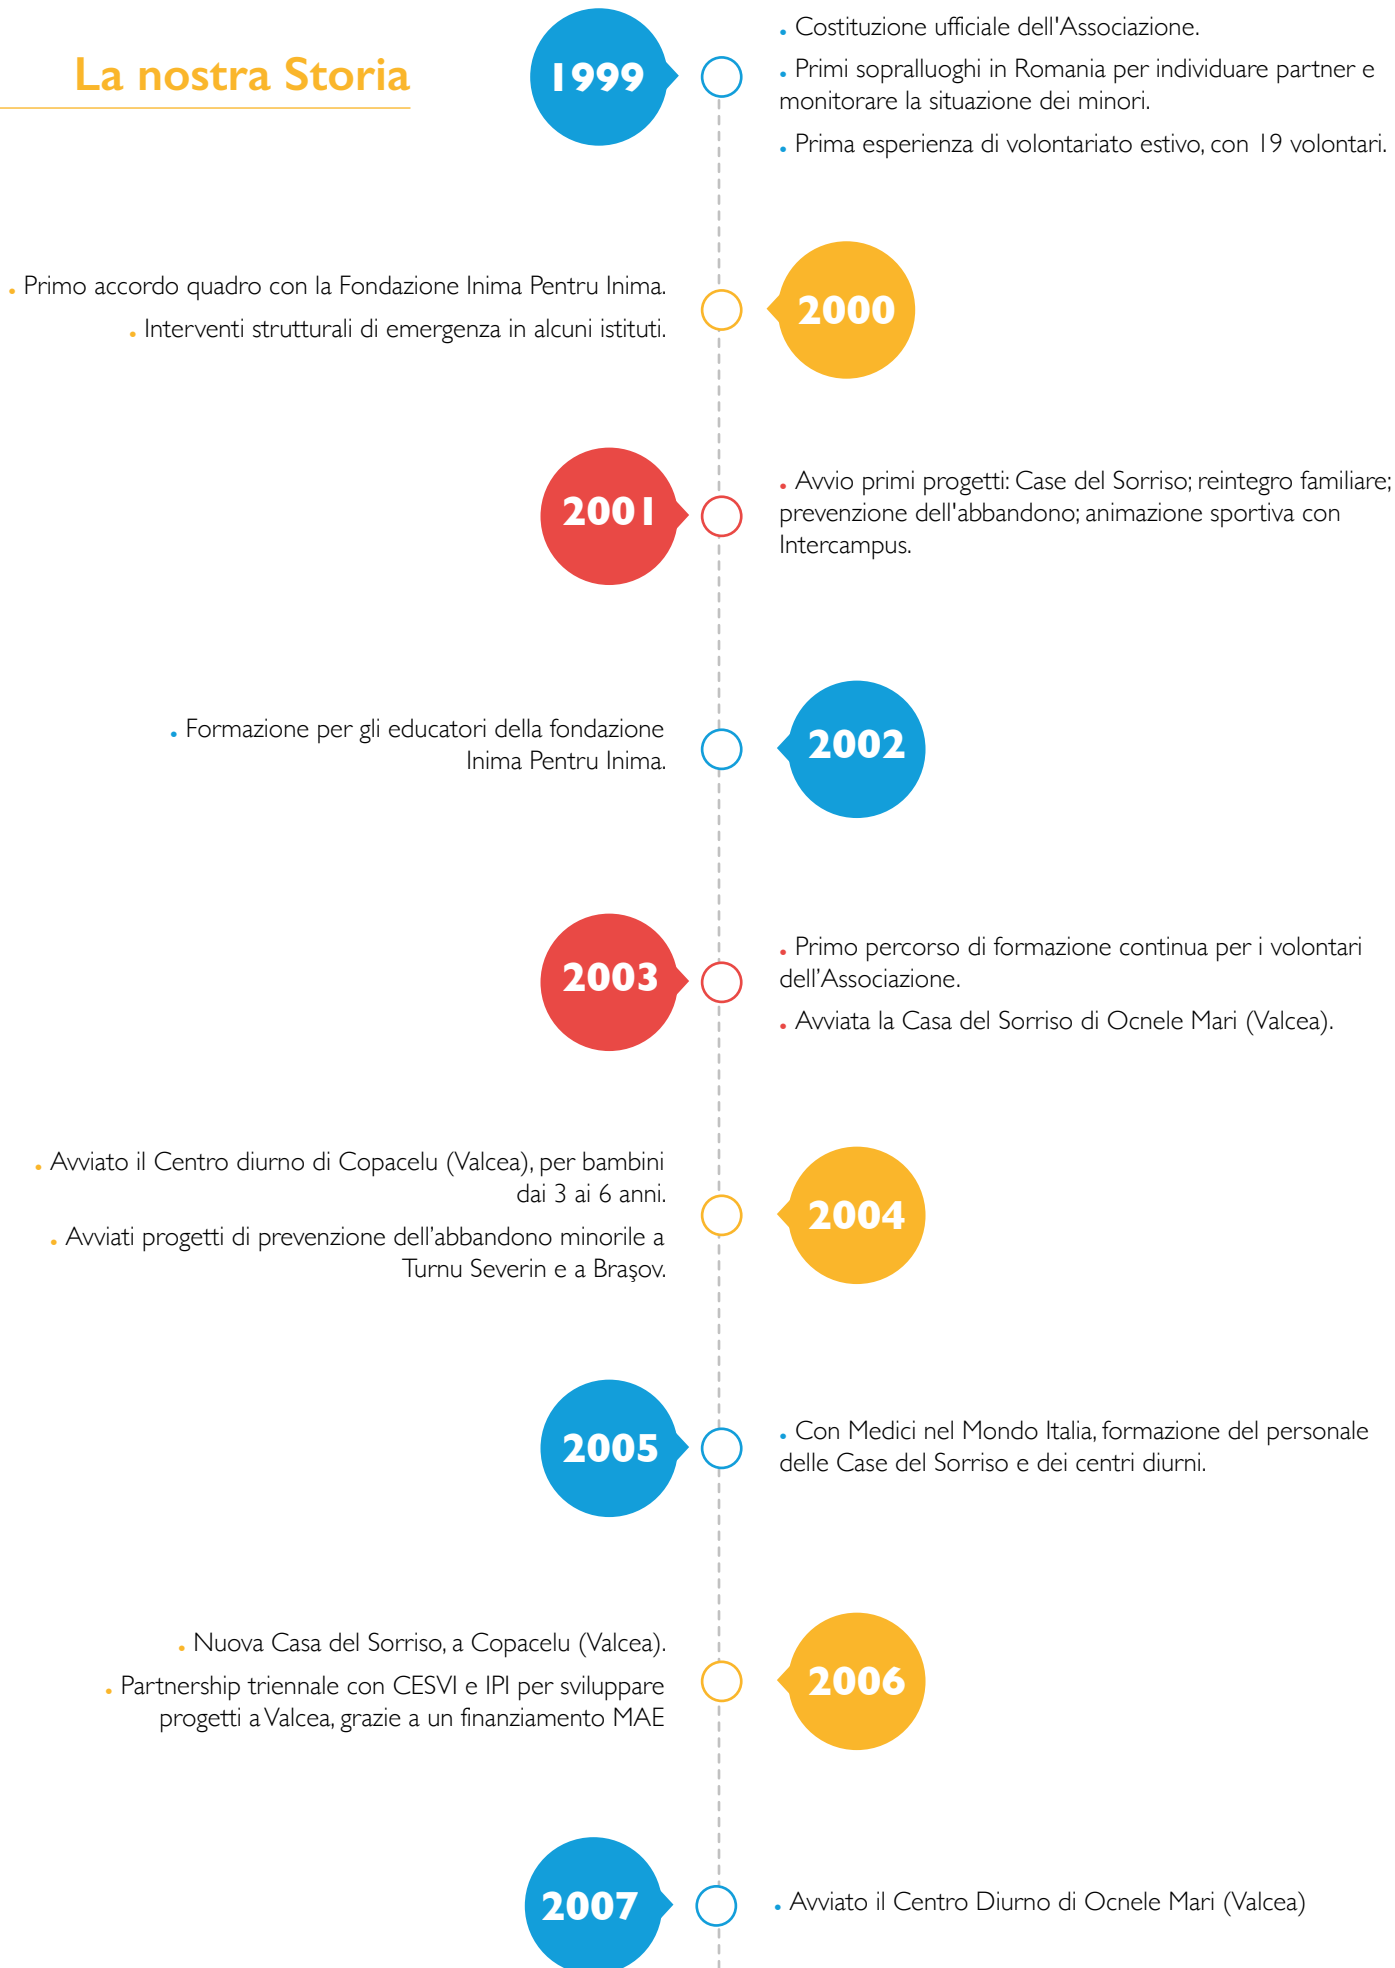 La nostra Storia
1999
• Costituzione ufficiale dell'Associazione.
• Primi sopralluoghi in Romania per individuare partner e
monitorare la situazione dei minori.
• Prima esperienza di volontariato estivo, con 19 volontari.
• Primo accordo quadro con la Fondazione Inima Pentru Inima.
• Interventi strutturali di emergenza in alcuni istituti.
2000
2001
• Avvio primi progetti: Case del Sorriso; reintegro familiare;
prevenzione dell'abbandono; animazione sportiva con
Intercampus.
• Formazione per gli educatori della fondazione
Inima Pentru Inima.
2002
2003
• Primo percorso di formazione continua per i volontari
dell’Associazione.
• Avviata la Casa del Sorriso di Ocnele Mari (Valcea).
• Avviato il Centro diurno di Copacelu (Valcea), per bambini
dai 3 ai 6 anni.
• Avviati progetti di prevenzione dell’abbandono minorile a
Turnu Severin e a Braşov.
2004
2005
• Con Medici nel Mondo Italia, formazione del personale
delle Case del Sorriso e dei centri diurni.
• Nuova Casa del Sorriso, a Copacelu (Valcea).
• Partnership triennale con CESVI e IPI per sviluppare
progetti a Valcea, grazie a un finanziamento MAE
2006
2007
• Avviato il Centro Diurno di Ocnele Mari (Valcea)